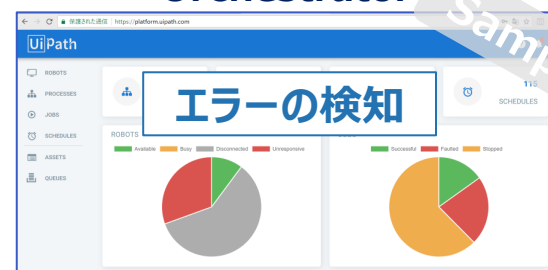 Orchestrator
保護された通信 | https://platform.uipath.com
UiPath
Sample
ROBOTS
PROCESSES
JOBS
SCHEDULES
ASSETS
QUEUES
エラーの検知
SCHEDULES
ROBOTS
Available Busy Disconnected Unresponsive
Successful Faulted Stopped